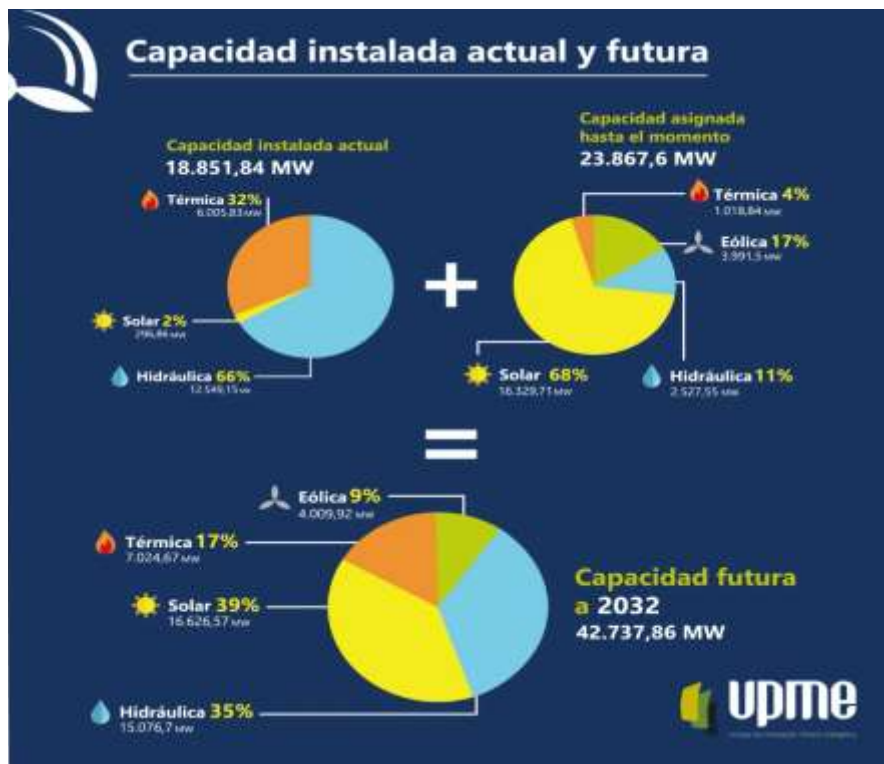 Capacidad instalada actual y futura
Capacidad instalada actual
18.851,84 MW
Térmica 32%
6.005,83 MW
Solar 2%
296,86 MW
Hidráulica 66%
12.549,15 MW
+
Capacidad asignada
hasta el momento
23.867,6 MW
Térmica 4%
1.018,84 MW
Eólica 17%
3.991,5 MW
Solar 68%
16.329,71 MW
Hidráulica 11%
2.527,55 MW
=
Eólica 9%
4.009,92 MW
Térmica 17%
7.024,67 MW
Solar 39%
16.626,57 MW
Hidráulica 35%
15.076,7 MW
Capacidad futura
a 2032
42.737,86 MW
upme